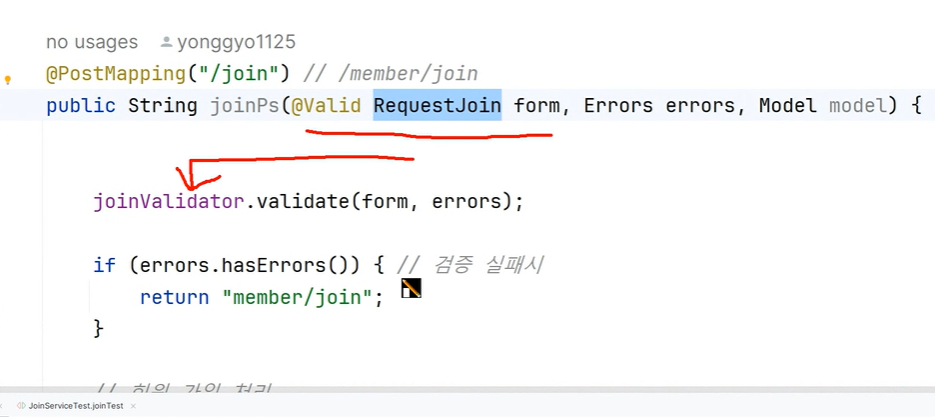 no usages yonggyo1125
@PostMapping("/join") // /member/join
public String joinPs(@Valid RequestJoin form, Errors errors, Model model) {
joinValidator.validate(form, errors);
if (errors.hasErrors()) { // 검증 실패시
return "member/join";
}
// 회원 가입 처리
JoinServiceTest.joinTest ×